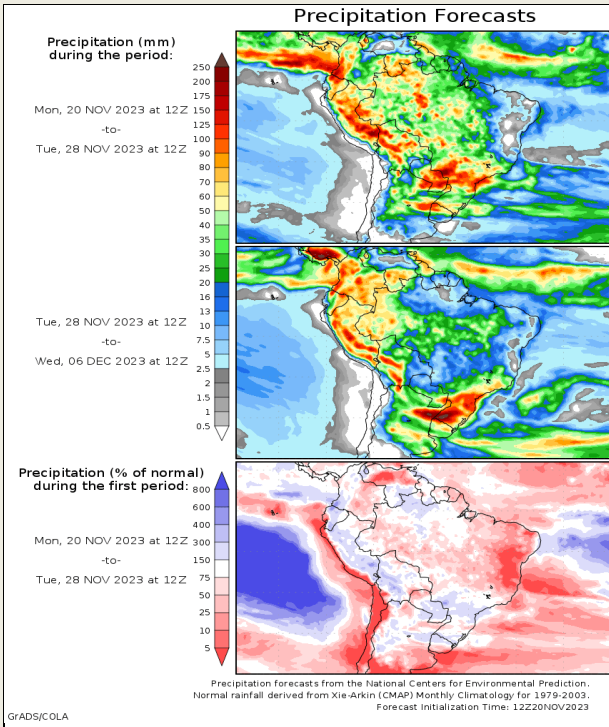 Precipitation Forecasts
Precipitation (mm)
during the period:
Mon, 20 NOV 2023 at 12Z
-to-
Tue, 28 NOV 2023 at 12Z
250
200
175
150
125
100
90
80
70
60
50
40
35
30
25
20
16
13
10
7.5
5
2.5
2
1.5
1
0.5
Tue, 28 NOV 2023 at 12Z
-to-
Wed, 06 DEC 2023 at 12Z
Precipitation (% of normal)
during the first period:
Mon, 20 NOV 2023 at 12Z
-to-
Tue, 28 NOV 2023 at 12Z
800
600
400
300
150
75
50
25
10
5
Precipitation forecasts from the National Centers for Environmental Prediction.
Normal rainfall derived from Xie-Arkin (CMAP) Monthly Climatology for 1979-2003.
Forecast Initialization Time: 12Z20NOV2023
GrADS/COLA